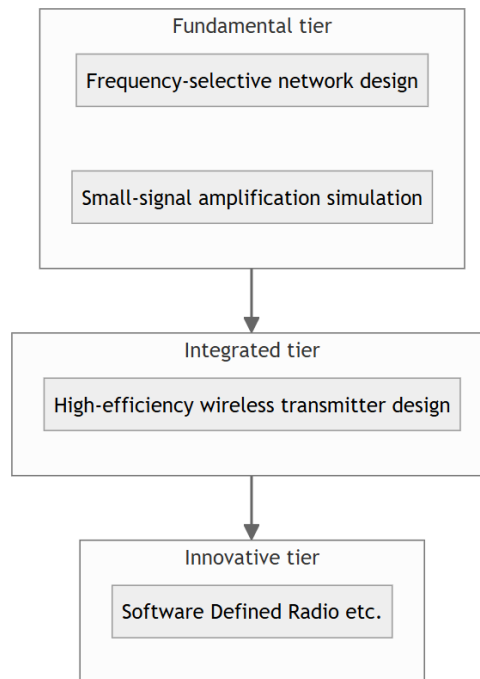 Fundamental tier
Frequency-selective network design
Small-signal amplification simulation
Integrated tier
High-efficiency wireless transmitter design
Innovative tier
Software Defined Radio etc.